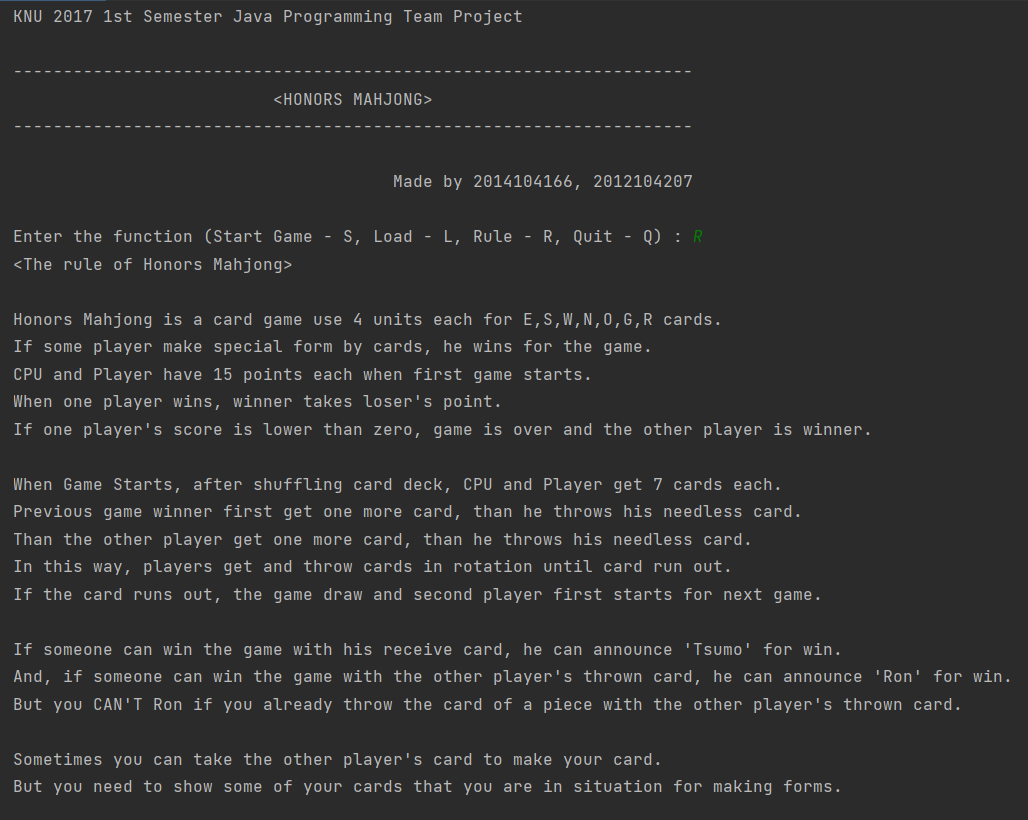 KNU 2017 1st Semester Java Programming Team Project
--------------------------------------------------------------------
<HONORS MAHJONG>
--------------------------------------------------------------------
Made by 2014104166, 2012104207
Enter the function (Start Game - S, Load - L, Rule - R, Quit - Q) : R
<The rule of Honors Mahjong>
Honors Mahjong is a card game use 4 units each for E,S,W,N,O,G,R cards.
If some player make special form by cards, he wins for the game.
CPU and Player have 15 points each when first game starts.
When one player wins, winner takes loser's point.
If one player's score is lower than zero, game is over and the other player is winner.
When Game Starts, after shuffling card deck, CPU and Player get 7 cards each.
Previous game winner first get one more card, than he throws his needless card.
Than the other player get one more card, than he throws his needless card.
In this way, players get and throw cards in rotation until card run out.
If the card runs out, the game draw and second player first starts for next game.
If someone can win the game with his receive card, he can announce 'Tsumo' for win.
And, if someone can win the game with the other player's thrown card, he can announce 'Ron' for win.
But you CAN'T Ron if you already throw the card of a piece with the other player's thrown card.
Sometimes you can take the other player's card to make your card.
But you need to show some of your cards that you are in situation for making forms.